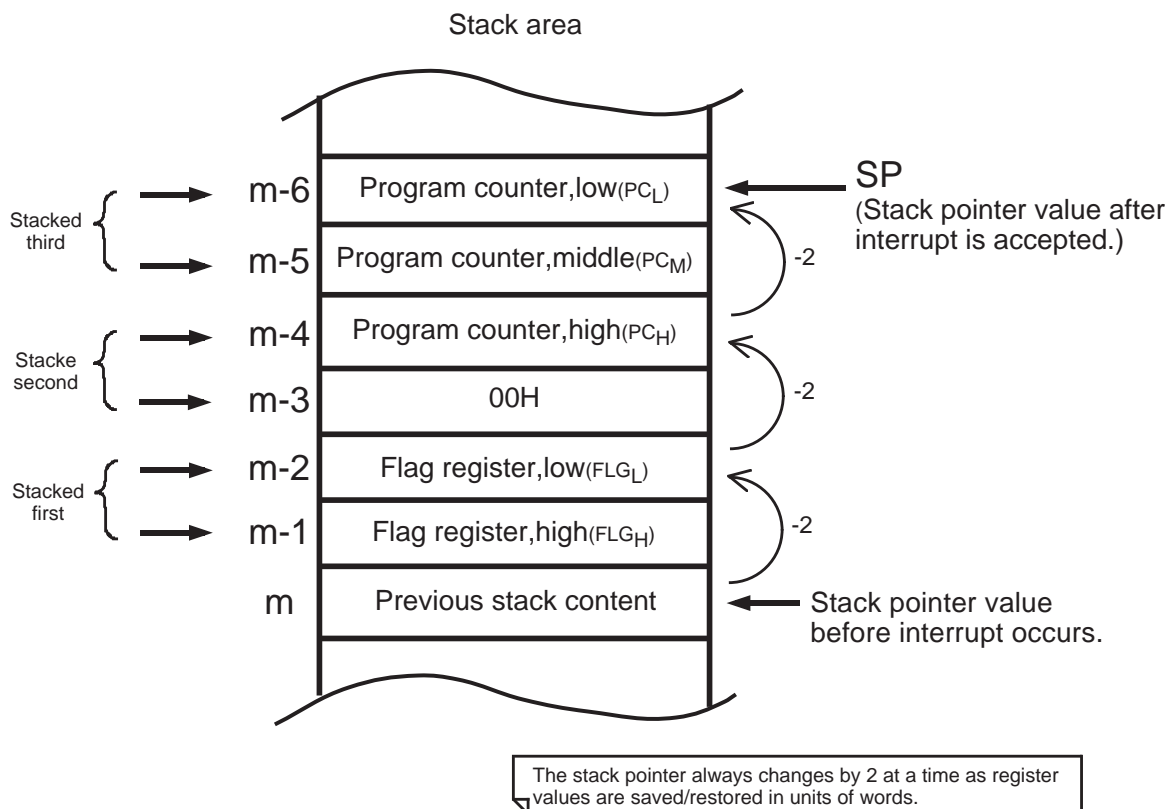 Stack area
m-6
Program counter,low(PCL)
SP
(Stack pointer value after
interrupt is accepted.)
Stacked
third
m-5
Program counter,middle(PCM)
-2
m-4
Program counter,high(PCH)
Stacke
second
m-3
00H
-2
m-2
Flag register,low(FLGL)
Stacked
first
m-1
Flag register,high(FLGH)
-2
m
Previous stack content
Stack pointer value
before interrupt occurs.
The stack pointer always changes by 2 at a time as register
values are saved/restored in units of words.